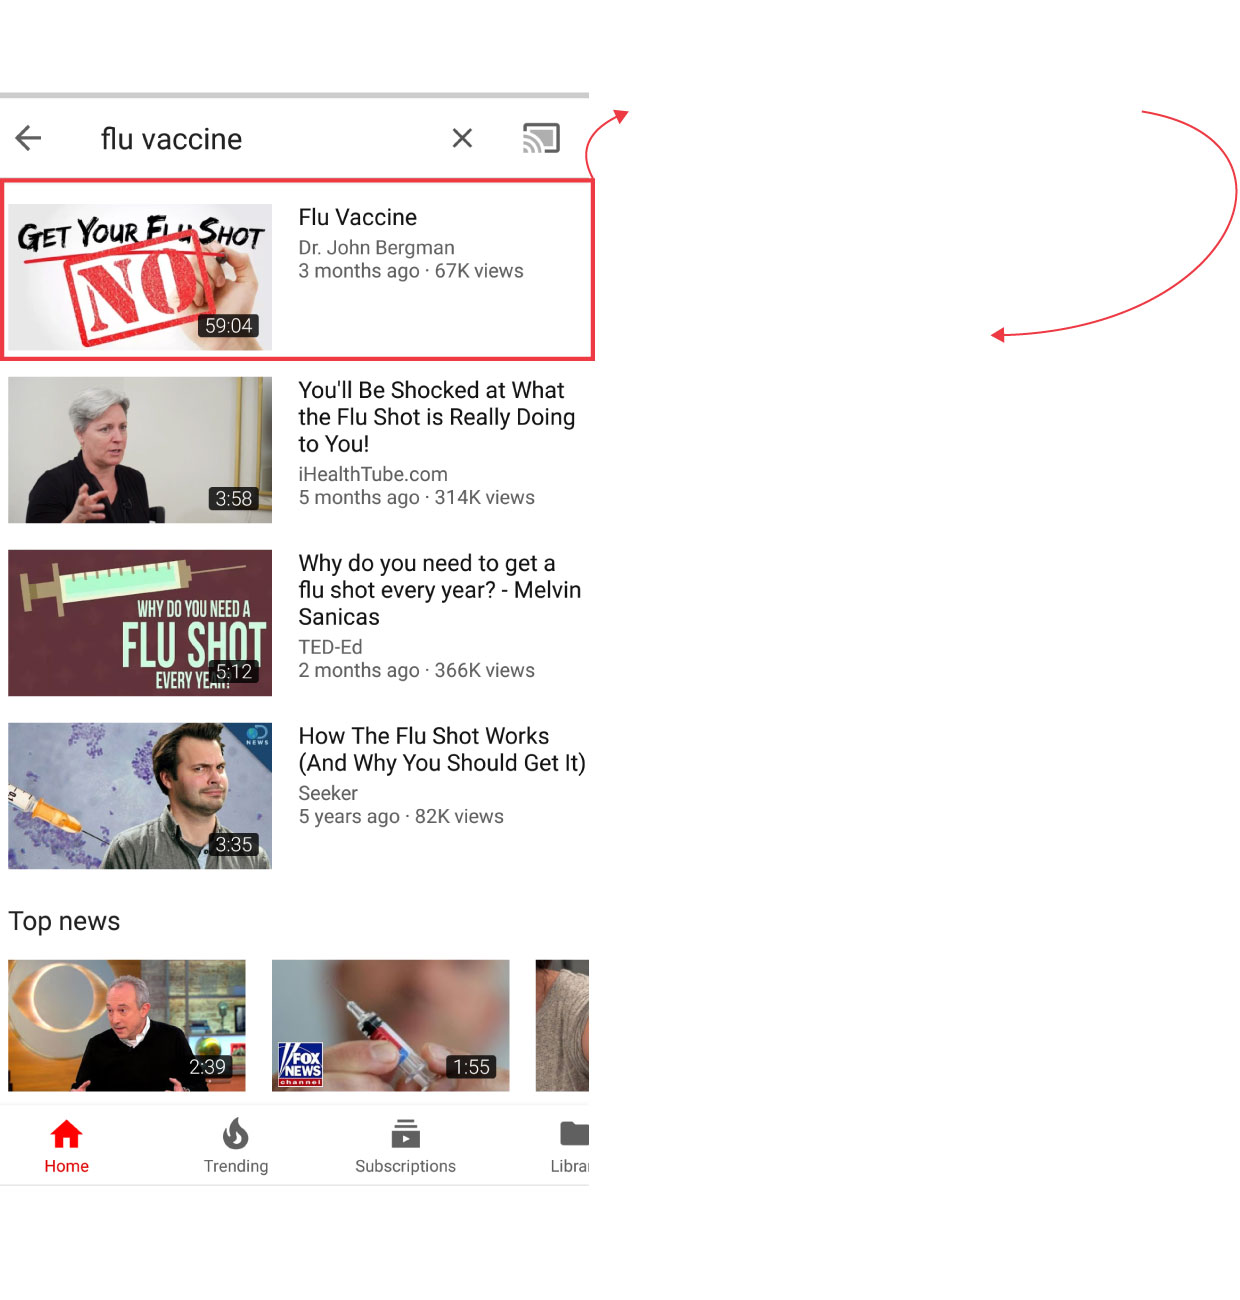 flu vaccine
GET YOUR FLU SHOT
NO
59:04
Flu Vaccine
Dr. John Bergman
3 months ago · 67K views
3:58
You'll Be Shocked at What
the Flu Shot is Really Doing
to You!
iHealthTube.com
5 months ago · 314K views
WHY DO YOU NEED A
FLU SHOT
EVERY YEAR?
5:12
Why do you need to get a
flu shot every year? - Melvin
Sanicas
TED-Ed
2 months ago · 366K views
D NEWS
3:35
How The Flu Shot Works
(And Why You Should Get It)
Seeker
5 years ago · 82K views
Top news
2:39
FOX
NEWS
channel
1:55
Home
Trending
Subscriptions
Librar